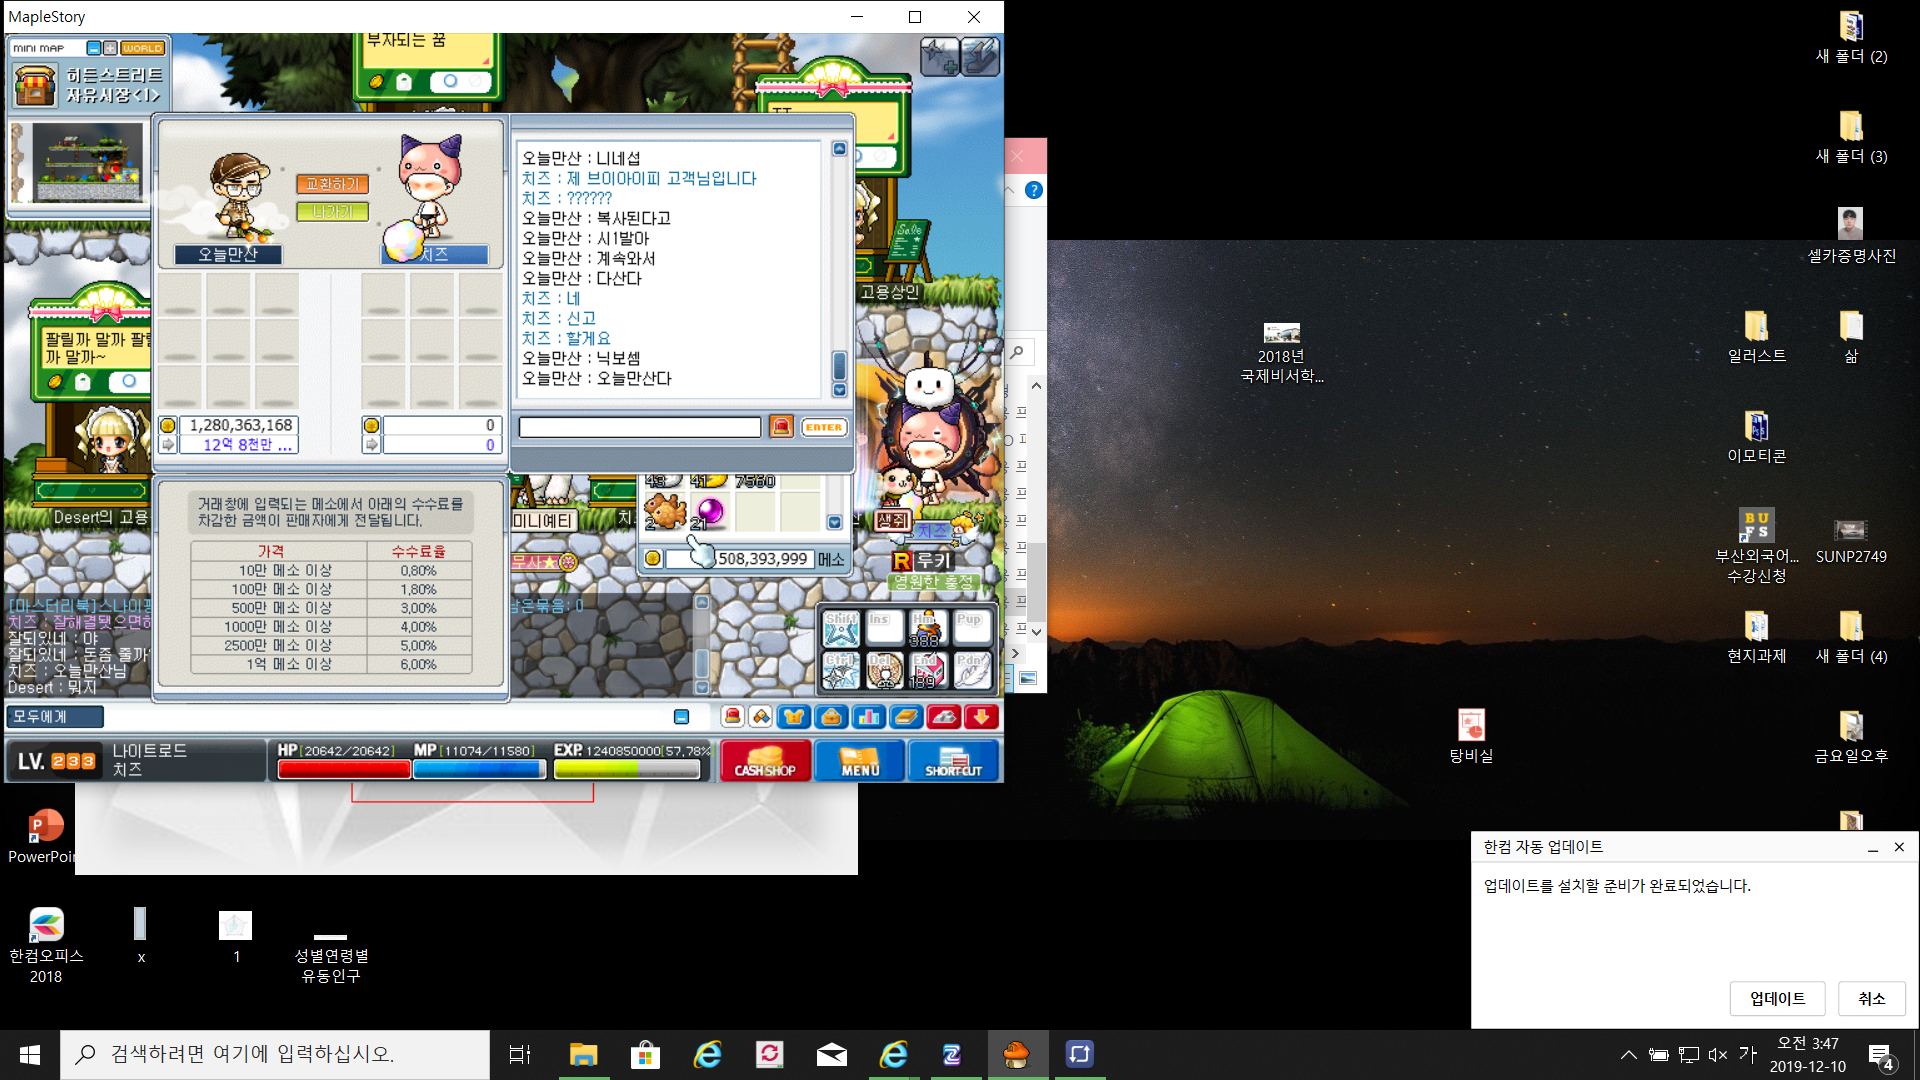 MapleStory
MINI MAP
WORLD
히든스트리트
자유시장<1>
부자되는 꿈
교환하기
나가기
오늘만산
치즈
1,280,363,168
12억 8천만 ...
0
0
오늘만산 : 니네섭
치즈 : 제 브이아이피 고객님입니다
치즈 : ??????
오늘만산 : 복사된다고
오늘만산 : 시1발아
오늘만산 : 계속와서
오늘만산 : 다산다
치즈 : 네
치즈 : 신고
치즈 : 할게요
오늘만산 : 닉보셈
오늘만산 : 오늘만산다
ENTER
Sale
고용상인
팔릴까 말까 팔릴
까 말까~
Desert의 고용
거래창에 입력되는 메소에서 아래의 수수료를
차감한 금액이 판매자에게 전달됩니다.
가격 수수료율
10만 메소 이상 0,80%
100만 메소 이상 1,80%
500만 메소 이상 3,00%
1000만 메소 이상 4,00%
2500만 메소 이상 5,00%
1억 메소 이상 6,00%
미니예티
43
41
7560
2
21
508,393,999 메소
생쥐
치즈
R 루키
영원한 충정
[마스터리북]스나이핑
치즈 : 잘해결됏으면하
잘되있네 : 야
잘되있네 : 돈좀 줄까
치즈 : 오늘만산님
Desert : 뭐지
남은묶음: 0
Shift
Ins
Hm
Pup
388
Ctrl
Del
End
Pdn
189
모두에게
LV. 233
나이트로드
치즈
HP [20642/20642]
MP [11074/11580]
EXP. 1240850000[57,78%
CASH SHOP
MENU
SHORT-CUT
PowerPoin
한컴오피스
2018
x
1
성별연령별
유동인구
새 폴더 (2)
새 폴더 (3)
셀카증명사진
2018년
국제비서학...
일러스트
삶
이모티콘
BU
FS
부산외국어...
수강신청
SUNP2749
현지과제
새 폴더 (4)
탕비실
금요일오후
한컴 자동 업데이트
업데이트를 설치할 준비가 완료되었습니다.
업데이트
취소
검색하려면 여기에 입력하십시오.
가
오전 3:47
2019-12-10
4